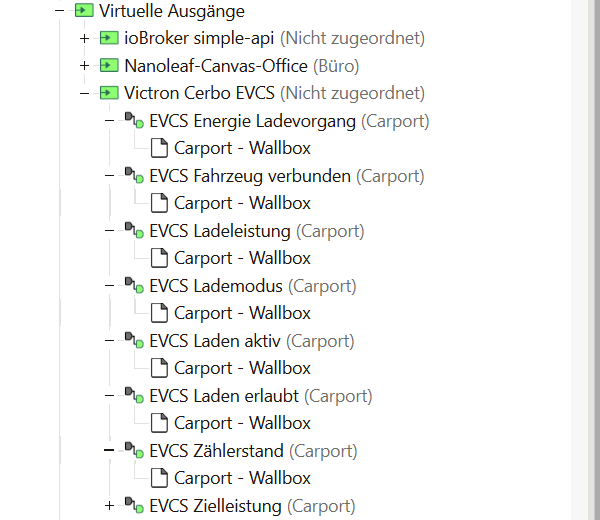 Virtuelle Ausgänge
ioBroker simple-api (Nicht zugeordnet)
Nanoleaf-Canvas-Office (Büro)
Victron Cerbo EVCS (Nicht zugeordnet)
EVCS Energie Ladevorgang (Carport)
Carport - Wallbox
EVCS Fahrzeug verbunden (Carport)
Carport - Wallbox
EVCS Ladeleistung (Carport)
Carport - Wallbox
EVCS Lademodus (Carport)
Carport - Wallbox
EVCS Laden aktiv (Carport)
Carport - Wallbox
EVCS Laden erlaubt (Carport)
Carport - Wallbox
EVCS Zählerstand (Carport)
Carport - Wallbox
EVCS Zielleistung (Carport)